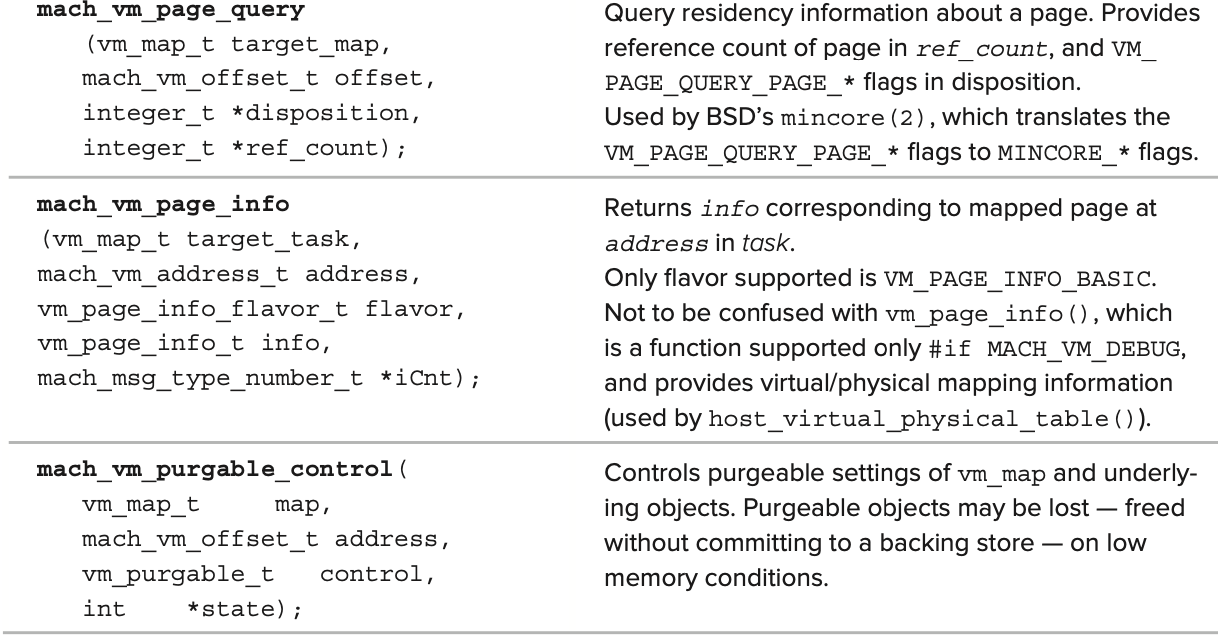 mach_vm_page_query
(vm_map_t target_map,
mach_vm_offset_t offset,
integer_t *disposition,
integer_t *ref_count);
Query residency information about a page. Provides
reference count of page in ref_count, and VM_
PAGE_QUERY_PAGE_* flags in disposition.
Used by BSD’s mincore(2), which translates the
VM_PAGE_QUERY_PAGE_* flags to MINCORE_* flags.
mach_vm_page_info
(vm_map_t target_task,
mach_vm_address_t address,
vm_page_info_flavor_t flavor,
vm_page_info_t info,
mach_msg_type_number_t *iCnt);
Returns info corresponding to mapped page at
address in task.
Only flavor supported is VM_PAGE_INFO_BASIC.
Not to be confused with vm_page_info(), which
is a function supported only #if MACH_VM_DEBUG,
and provides virtual/physical mapping information
(used by host_virtual_physical_table()).
mach_vm_purgable_control(
vm_map_t map,
mach_vm_offset_t address,
vm_purgable_t control,
int *state);
Controls purgeable settings of vm_map and underly-
ing objects. Purgeable objects may be lost — freed
without committing to a backing store — on low
memory conditions.